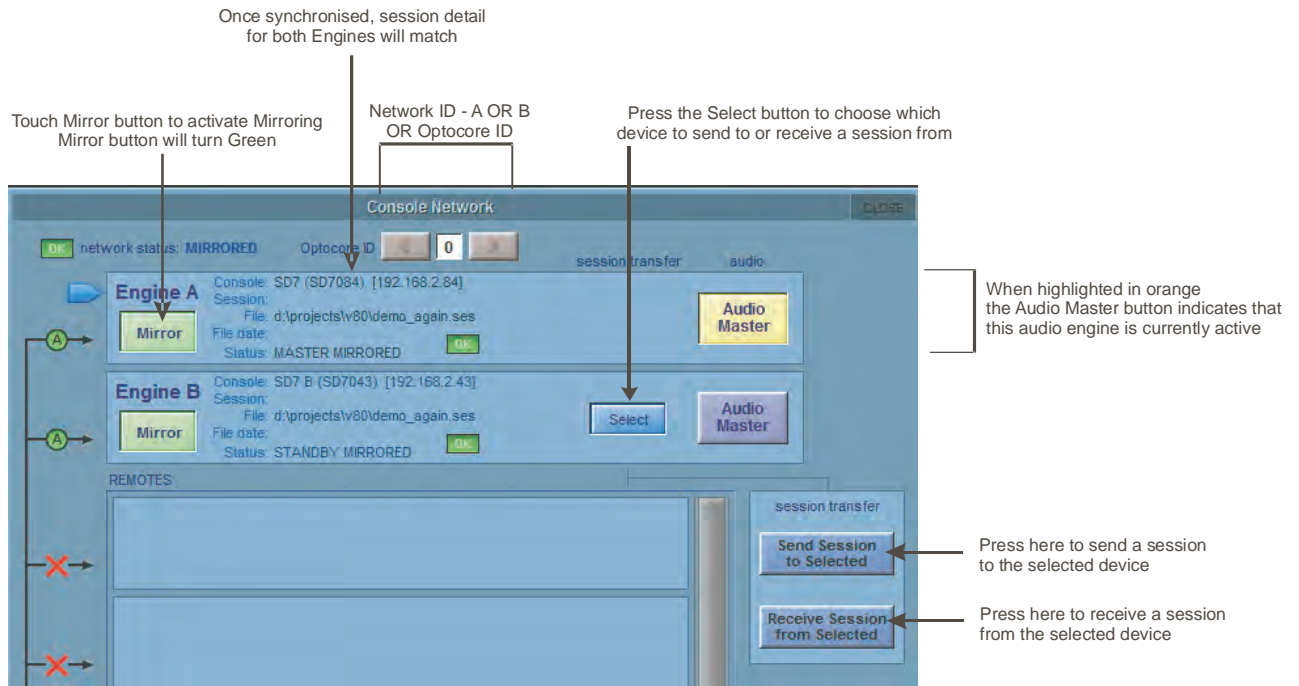 Once synchronised, session detail
for both Engines will match
Touch Mirror button to activate Mirroring
Mirror button will turn Green
Network ID - A OR B
OR Optocore ID
Press the Select button to choose which
device to send to or receive a session from
Console Network
CLOSE
OK network status: MIRRORED Optocore ID < 0 >
session transfer audio
Engine A
Mirror
Console: SD7 (SD7084) [192.168.2.84]
Session:
File: d:\projects\v80\demo_again.ses
File date:
Status: MASTER MIRRORED OK
Audio
Master
A
When highlighted in orange
the Audio Master button indicates that
this audio engine is currently active
Engine B
Mirror
Console: SD7 B (SD7043) [192.168.2.43]
Session:
File: d:\projects\v80\demo_again.ses
File date:
Status: STANDBY MIRRORED OK
Select
Audio
Master
A
REMOTES
session transfer
Send Session
to Selected
Press here to send a session
to the selected device
Receive Session
from Selected
Press here to receive a session
from the selected device